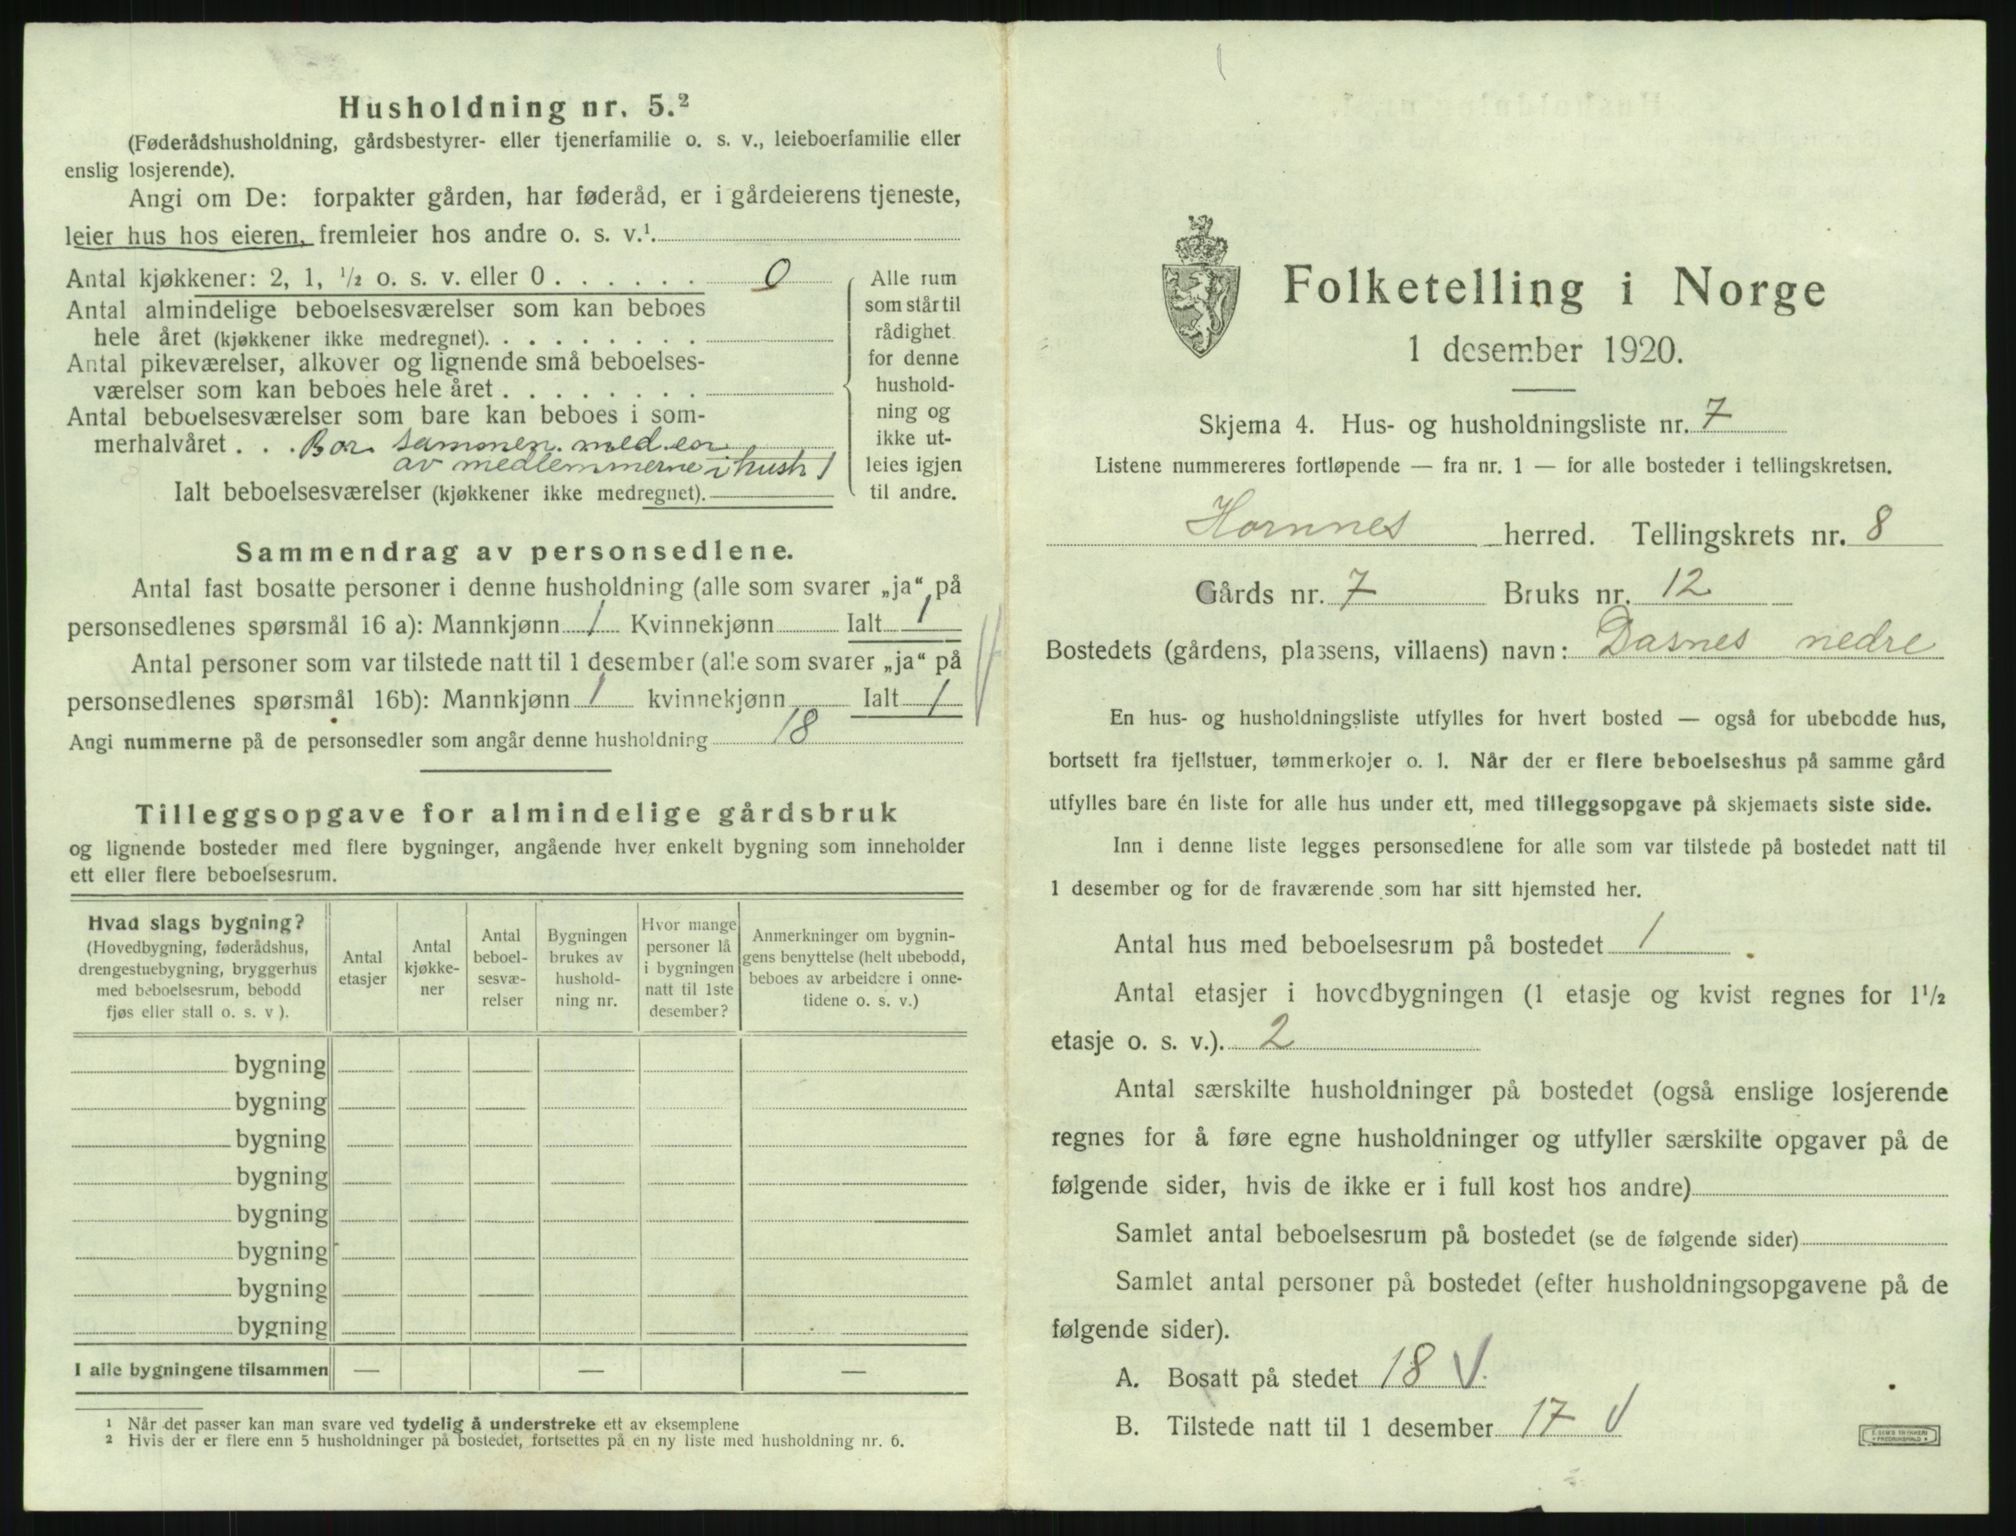 Husholdning nr. 5.²
(Føderådshusholdning, gårdsbestyrer- eller tjenerfamilie o. s. v., leieboerfamilie eller
enslig losjerende).
Angi om De: forpakter gården, har føderåd, er i gårdeierens tjeneste,
leier hus hos eieren, fremleier hos andre o. s. v.¹.
Antal kjøkkener: 2, 1, ½ o. s. v. eller 0 . . . . . . 0
Antal almindelige beboelsesværelser som kan beboes
hele året (kjøkkener ikke medregnet). . . . . . . . .
Antal pikeværelser, alkover og lignende små beboelses-
værelser som kan beboes hele året . . . . . . . .
Antal beboelsesværelser som bare kan beboes i som-
merhalvåret . . . Bor sammen med en
av medlemmerne i hush 1
Ialt beboelsesværelser (kjøkkener ikke medregnet).
Alle rum
som står til
rådighet
for denne
hushold-
ning og
ikke ut-
leies igjen
til andre.
Sammendrag av personsedlene.
Antal fast bosatte personer i denne husholdning (alle som svarer „ja“ på
personsedlenes spørsmål 16 a): Mannkjønn 1 Kvinnekjønn Ialt 1
Antal personer som var tilstede natt til 1 desember (alle som svarer „ja“ på
personsedlenes spørsmål 16b): Mannkjønn 1 kvinnekjønn Ialt 1
Angi nummerne på de personsedler som angår denne husholdning 18
Tilleggsopgave for almindelige gårdsbruk
og lignende bosteder med flere bygninger, angående hver enkelt bygning som inneholder
ett eller flere beboelsesrum.
Hvad slags bygning?
(Hovedbygning, føderådshus,
drengestuebygning, bryggerhus
med beboelsesrum, bebodd
fjøs eller stall o. s. v ).
Antal
etasjer
Antal
kjøkke-
ner
Antal
beboel-
sesvæ-
relser
Bygningen
brukes av
hushold-
ning nr.
Hvor mange
personer lå
i bygningen
natt til 1ste
desember?
Anmerkninger om bygnin-
gens benyttelse (helt ubebodd,
beboes av arbeidere i onne-
tidene o. s. v.)
bygning
bygning
bygning
bygning
bygning
bygning
bygning
bygning
I alle bygningene tilsammen — — —
¹ Når det passer kan man svare ved tydelig å understreke ett av eksemplene
² Hvis der er flere enn 5 husholdninger på bostedet, fortsettes på en ny liste med husholdning nr. 6.
Folketelling i Norge
1 desember 1920.
Skjema 4. Hus- og husholdningsliste nr. 7
Listene nummereres fortløpende — fra nr. 1 — for alle bosteder i tellingskretsen.
Hornnes herred. Tellingskrets nr. 8
Gårds nr. 7 Bruks nr. 12
Bostedets (gårdens, plassens, villaens) navn: Dasnes nedre
En hus- og husholdningsliste utfylles for hvert bosted — også for ubebodde hus,
bortsett fra fjellstuer, tømmerkojer o. l. Når der er flere beboelseshus på samme gård
utfylles bare én liste for alle hus under ett, med tilleggsopgave på skjemaets siste side.
Inn i denne liste legges personsedlene for alle som var tilstede på bostedet natt til
1 desember og for de fraværende som har sitt hjemsted her.
Antal hus med beboelsesrum på bostedet 1
Antal etasjer i hovedbygningen (1 etasje og kvist regnes for 1½
etasje o. s. v.). 2
Antal særskilte husholdninger på bostedet (også enslige losjerende
regnes for å føre egne husholdninger og utfyller særskilte opgaver på de
følgende sider, hvis de ikke er i full kost hos andre)
Samlet antal beboelsesrum på bostedet (se de følgende sider)
Samlet antal personer på bostedet (efter husholdningsopgavene på de
følgende sider).
A. Bosatt på stedet 18 V
B. Tilstede natt til 1 desember 17 V